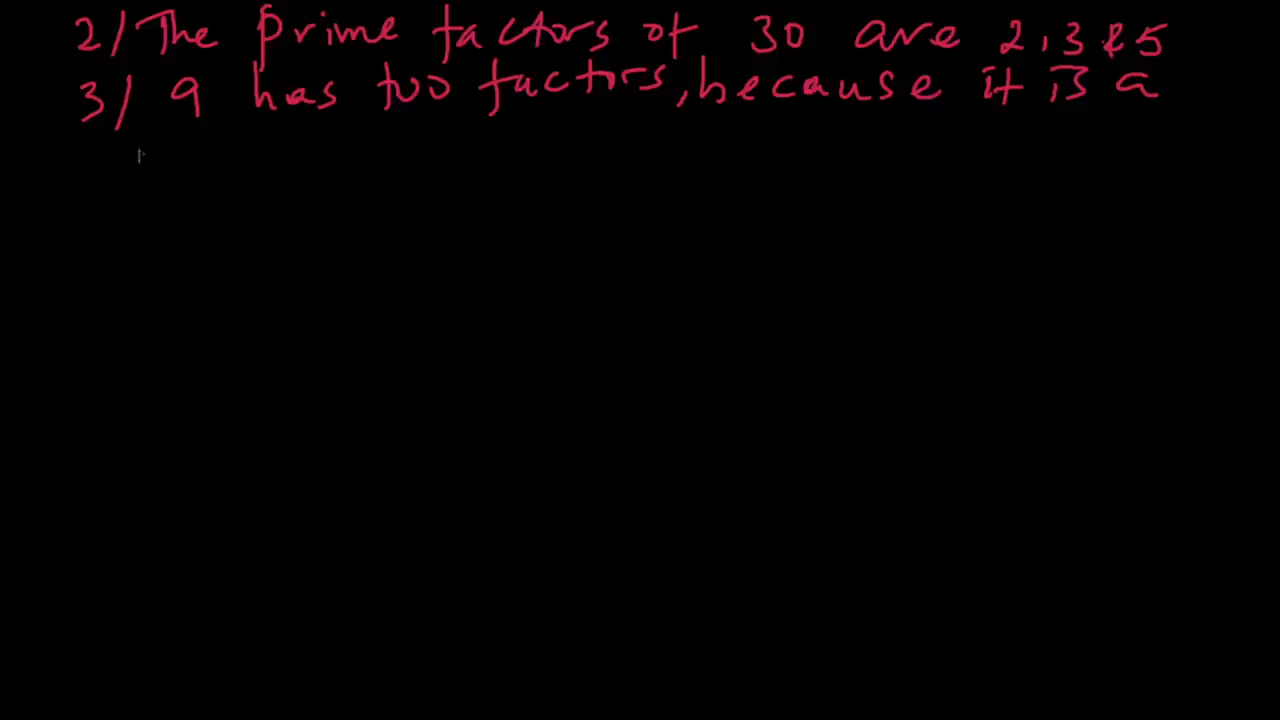 2/ The prime factors of 30 are 2, 3 & 5
3/ 9 has two factors, because it is a